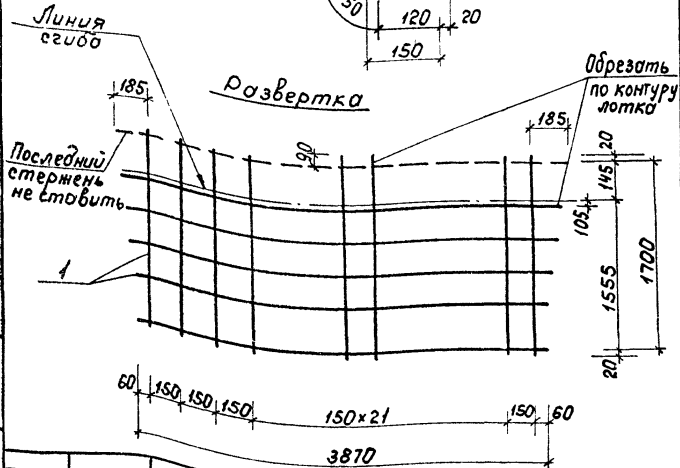 Линия
сгиба
50
120
20
150
Развертка
Обрезать
по контуру
лотка
185
185
Последний
стержень
не ставить
90
20
145
105
1555
1700
20
1
60
150
150
150
150×21
150
60
3870